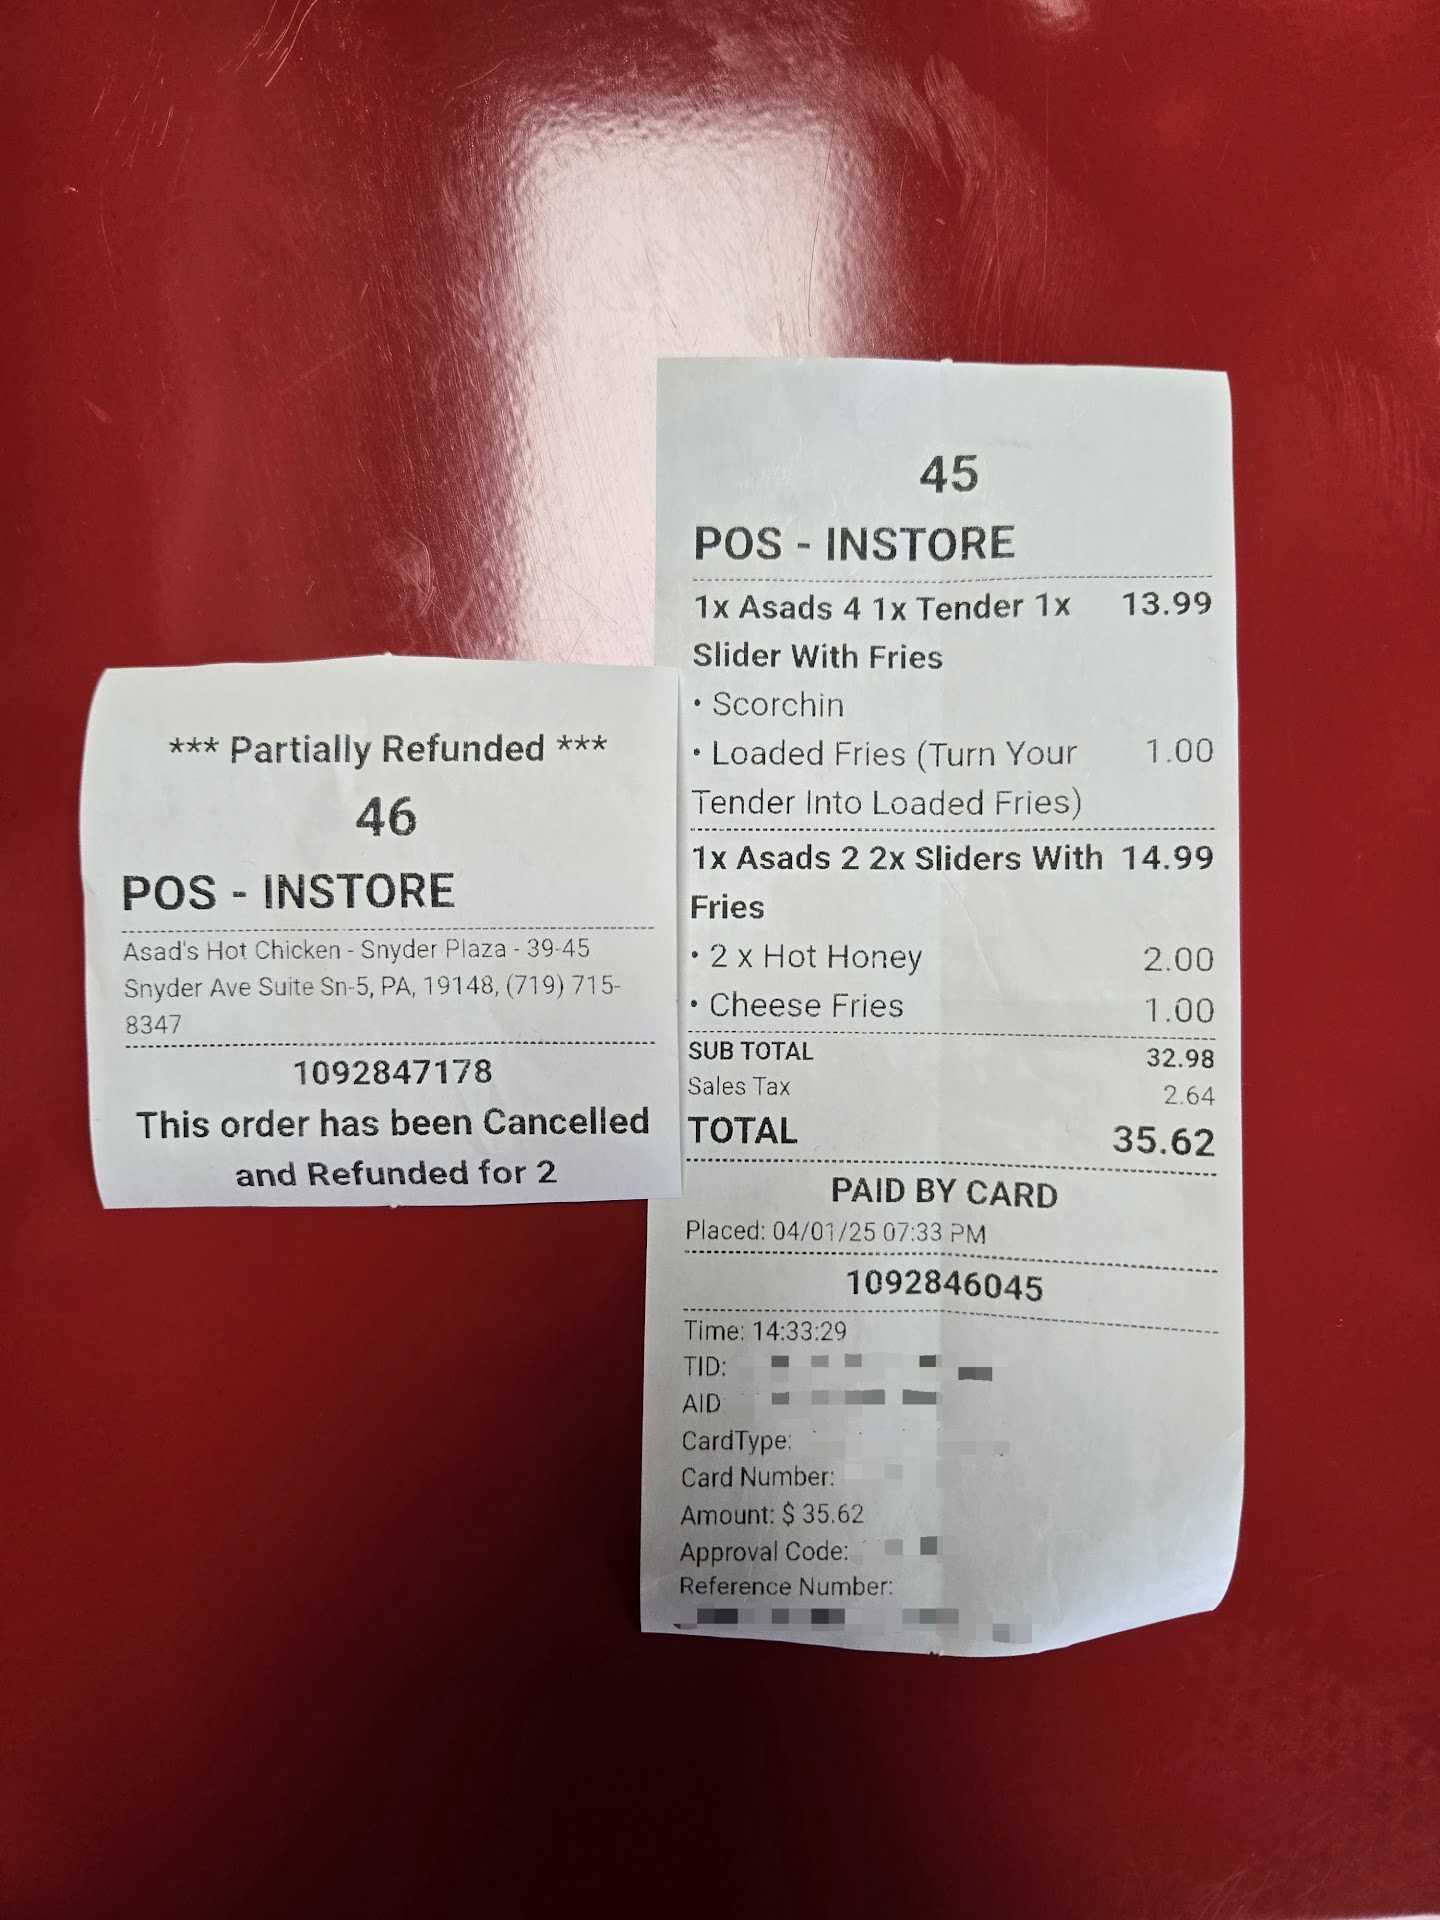 *** Partially Refunded ***
46
POS - INSTORE
Asad's Hot Chicken - Snyder Plaza - 39-45
Snyder Ave Suite Sn-5, PA, 19148, (719) 715-
8347
1092847178
This order has been Cancelled
and Refunded for 2
45
POS - INSTORE
1x Asads 4 1x Tender 1x 13.99
Slider With Fries
• Scorchin
• Loaded Fries (Turn Your 1.00
Tender Into Loaded Fries)
1x Asads 2 2x Sliders With 14.99
Fries
• 2 x Hot Honey 2.00
• Cheese Fries 1.00
SUB TOTAL 32.98
Sales Tax 2.64
TOTAL 35.62
PAID BY CARD
Placed: 04/01/25 07:33 PM
1092846045
Time: 14:33:29
TID:
AID
CardType:
Card Number:
Amount: $ 35.62
Approval Code:
Reference Number: